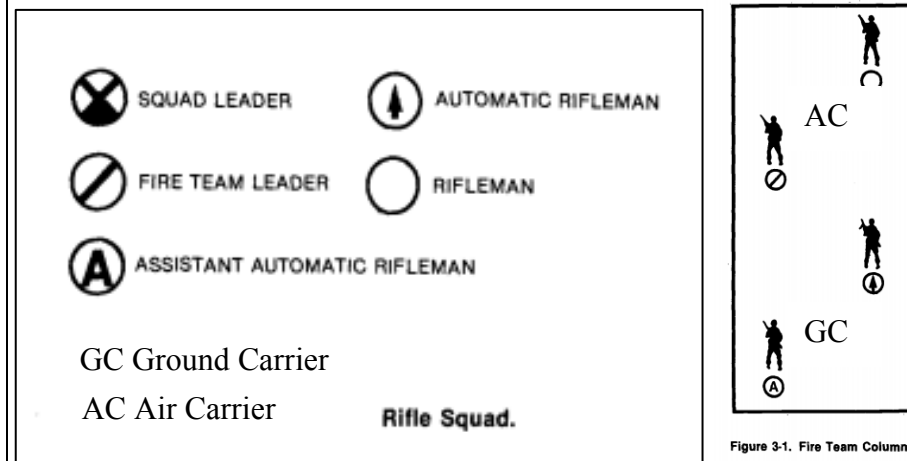 SQUAD LEADER
AUTOMATIC RIFLEMAN
FIRE TEAM LEADER
RIFLEMAN
A ASSISTANT AUTOMATIC RIFLEMAN
GC Ground Carrier
AC Air Carrier
Rifle Squad.
AC
GC
A
Figure 3-1. Fire Team Column